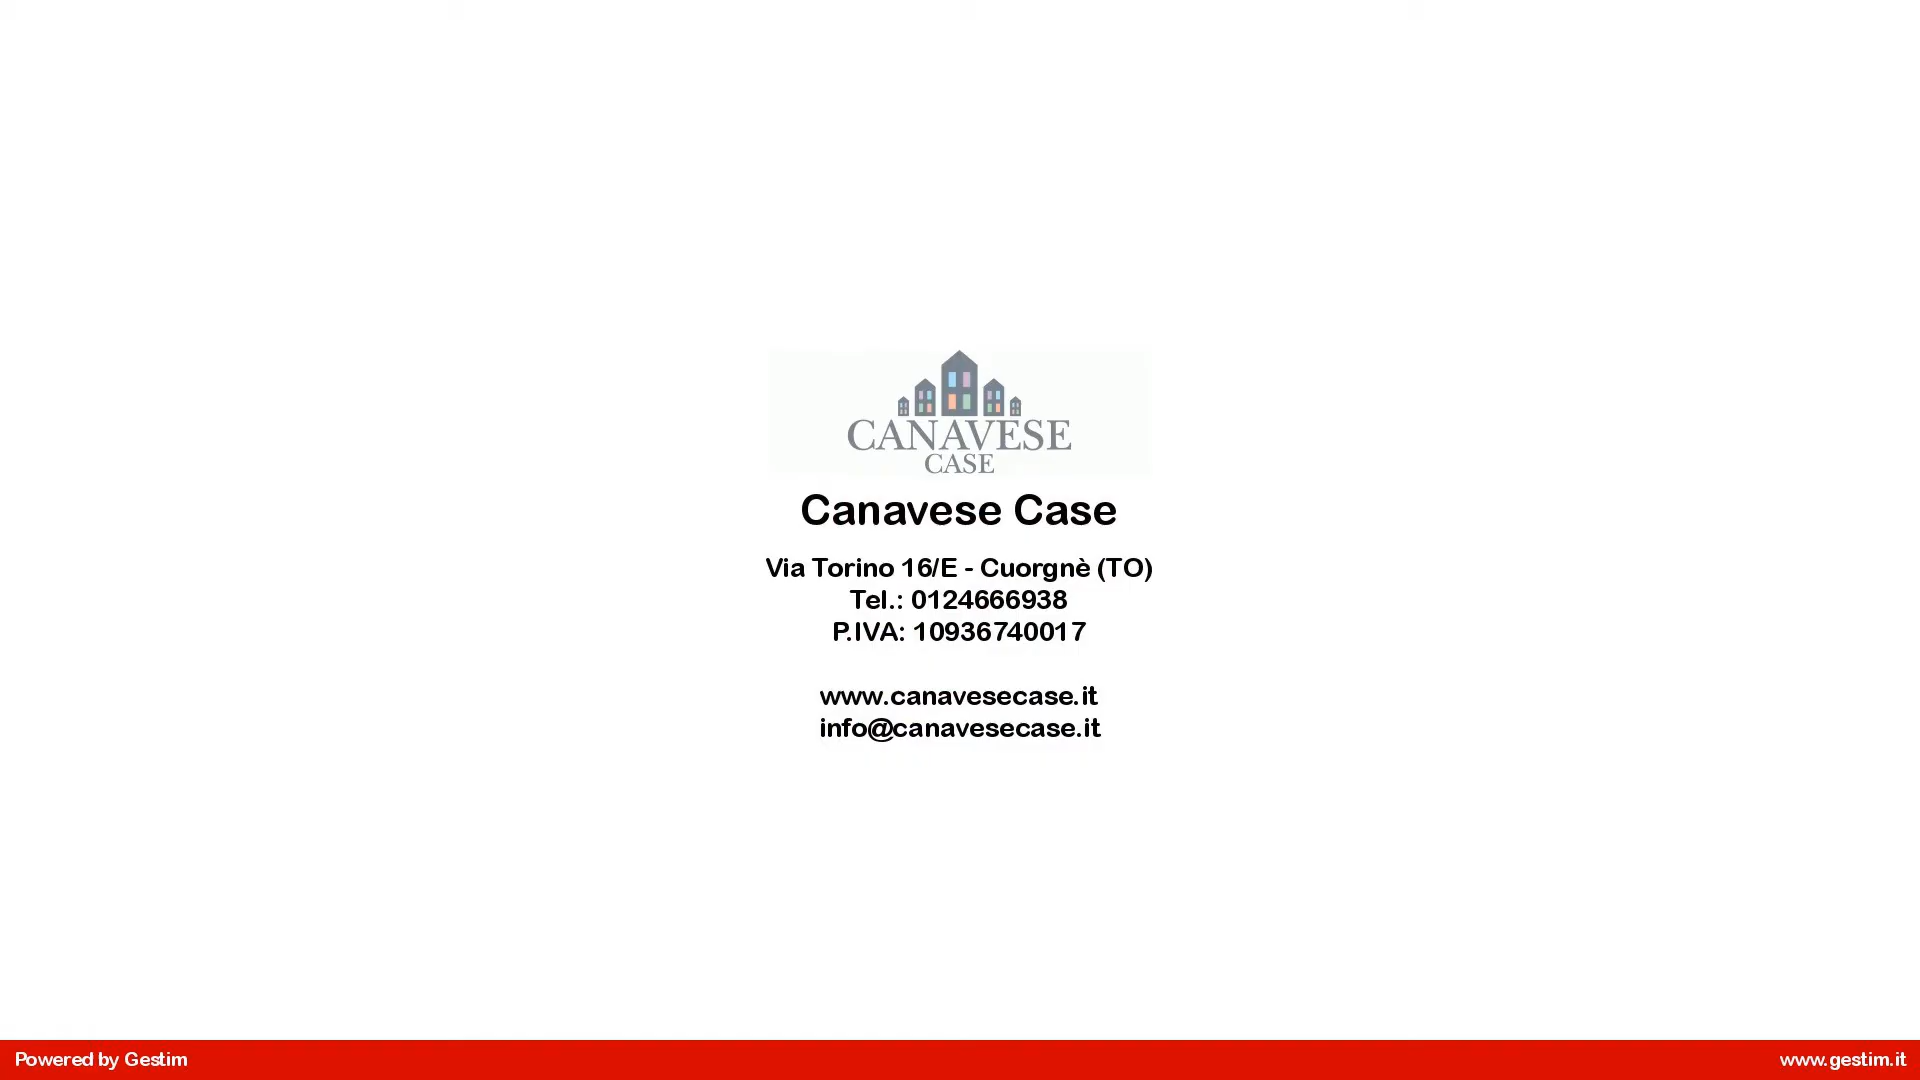 CANAVESE
CASE
Canavese Case
Via Torino 16/E - Cuorgnè (TO)
Tel.: 0124666938
P.IVA: 10936740017
www.canavesecase.it
info@canavesecase.it
Powered by Gestim
www.gestim.it